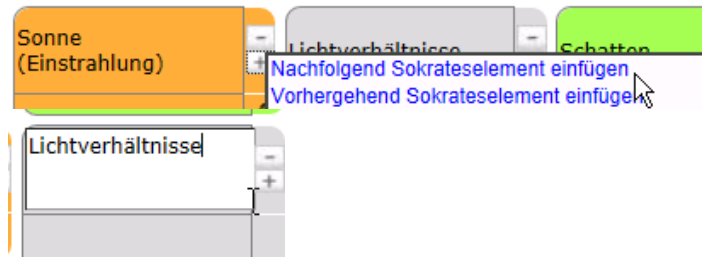 Sonne
(Einstrahlung)
Lichtverhältnisse
Schatten
Nachfolgend Sokrateselement einfügen
Vorhergehend Sokrateselement einfügen
Lichtverhältnisse